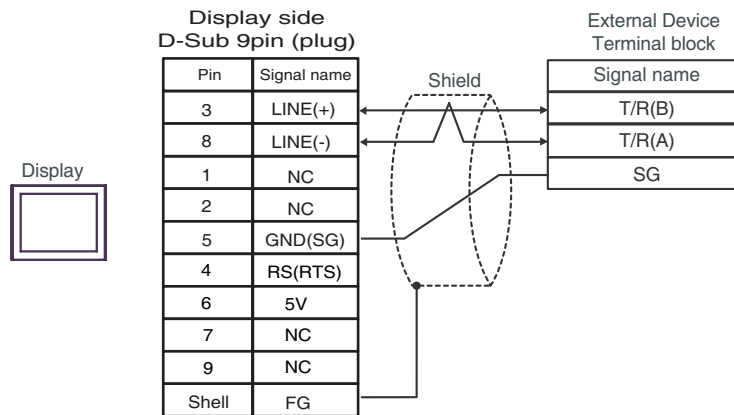 Display side
D-Sub 9pin (plug)
External Device
Terminal block
Pin Signal name
Shield
Signal name
3 LINE(+)
T/R(B)
8 LINE(-)
T/R(A)
Display
1 NC
SG
2 NC
5 GND(SG)
4 RS(RTS)
6 5V
7 NC
9 NC
Shell FG